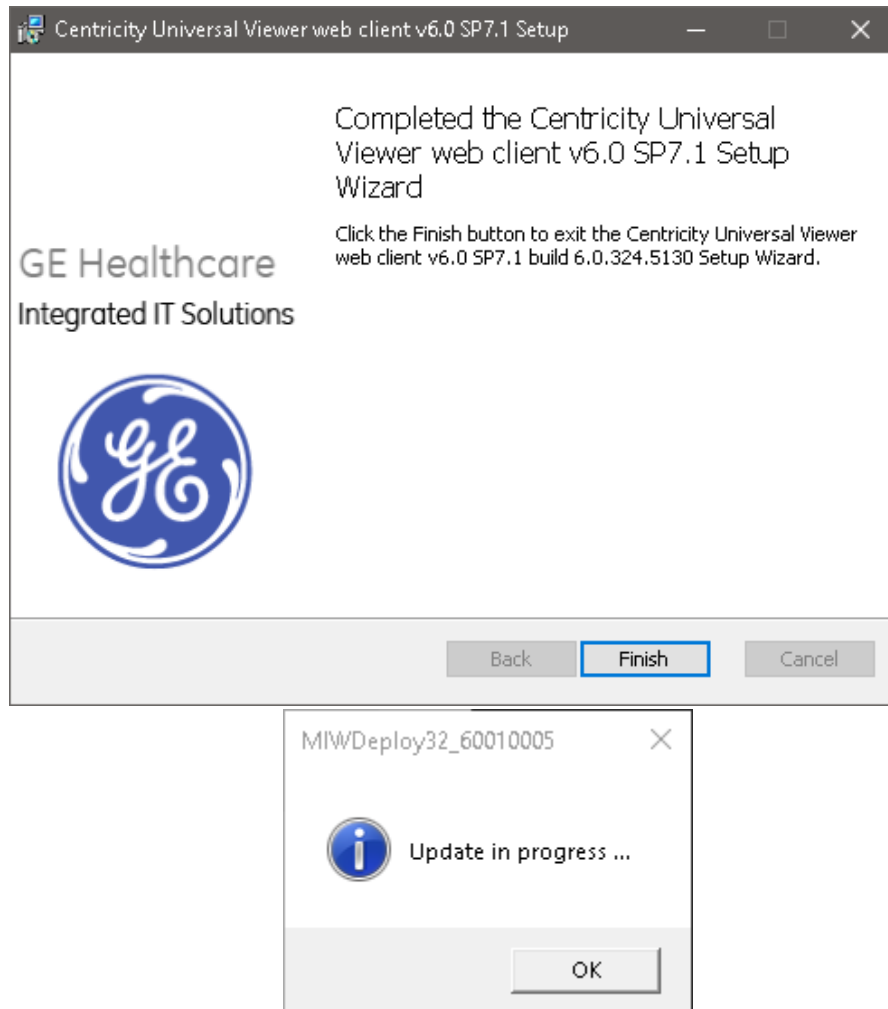 Centricity Universal Viewer web client v6.0 SP7.1 Setup
Completed the Centricity Universal
Viewer web client v6.0 SP7.1 Setup
Wizard
Click the Finish button to exit the Centricity Universal Viewer
web client v6.0 SP7.1 build 6.0.324.5130 Setup Wizard.
GE Healthcare
Integrated IT Solutions
GE
Back Finish Cancel
MIWDeploy32_60010005
Update in progress ...
OK